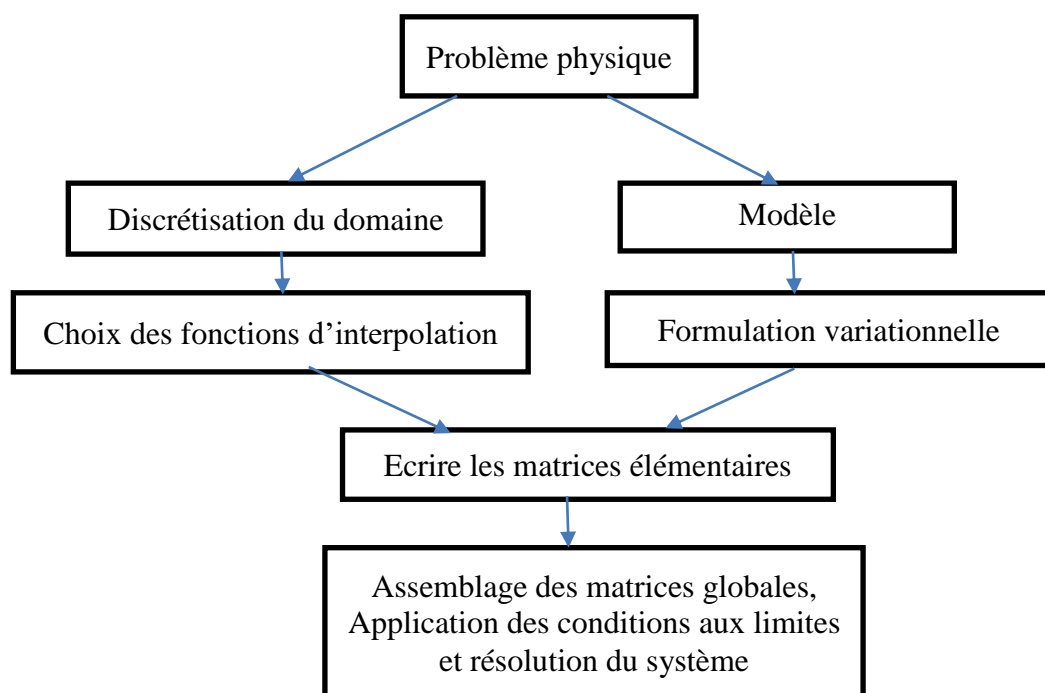 Problème physique
Discrétisation du domaine
Modèle
Choix des fonctions d’interpolation
Formulation variationnelle
Ecrire les matrices élémentaires
Assemblage des matrices globales,
Application des conditions aux limites
et résolution du système